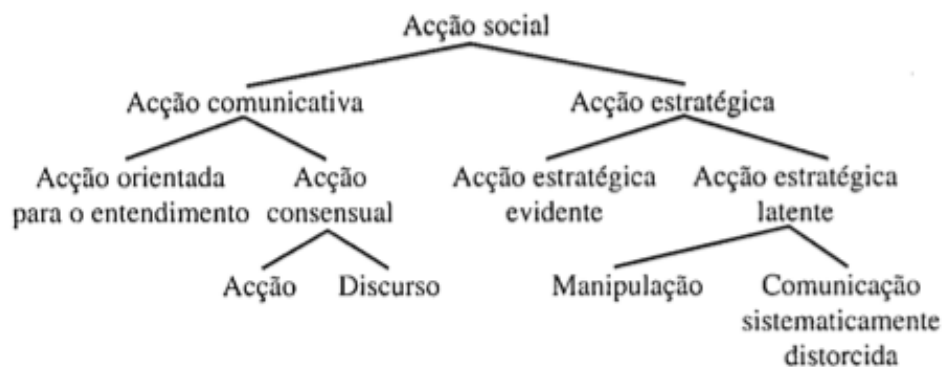 Acção social
Acção comunicativa
Acção estratégica
Acção orientada
para o entendimento
Acção
consensual
Acção estratégica
evidente
Acção estratégica
latente
Acção
Discurso
Manipulação
Comunicação
sistematicamente
distorcida